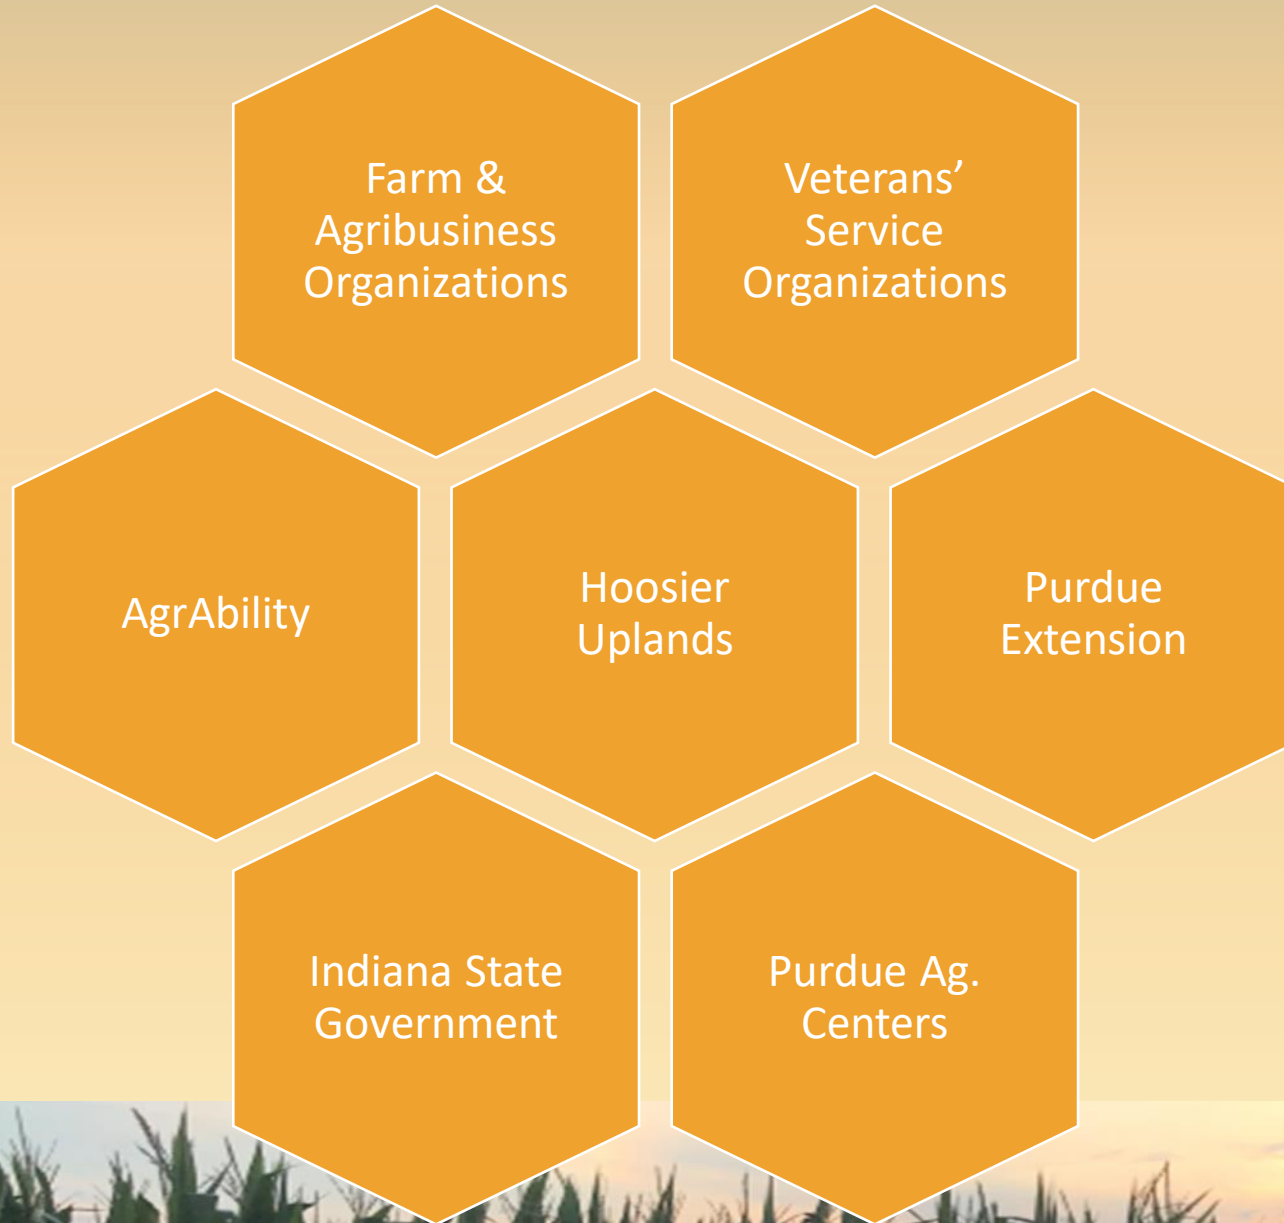 Farm &
Agribusiness
Organizations
Veterans’
Service
Organizations
AgrAbility
Hoosier
Uplands
Purdue
Extension
Indiana State
Government
Purdue Ag.
Centers